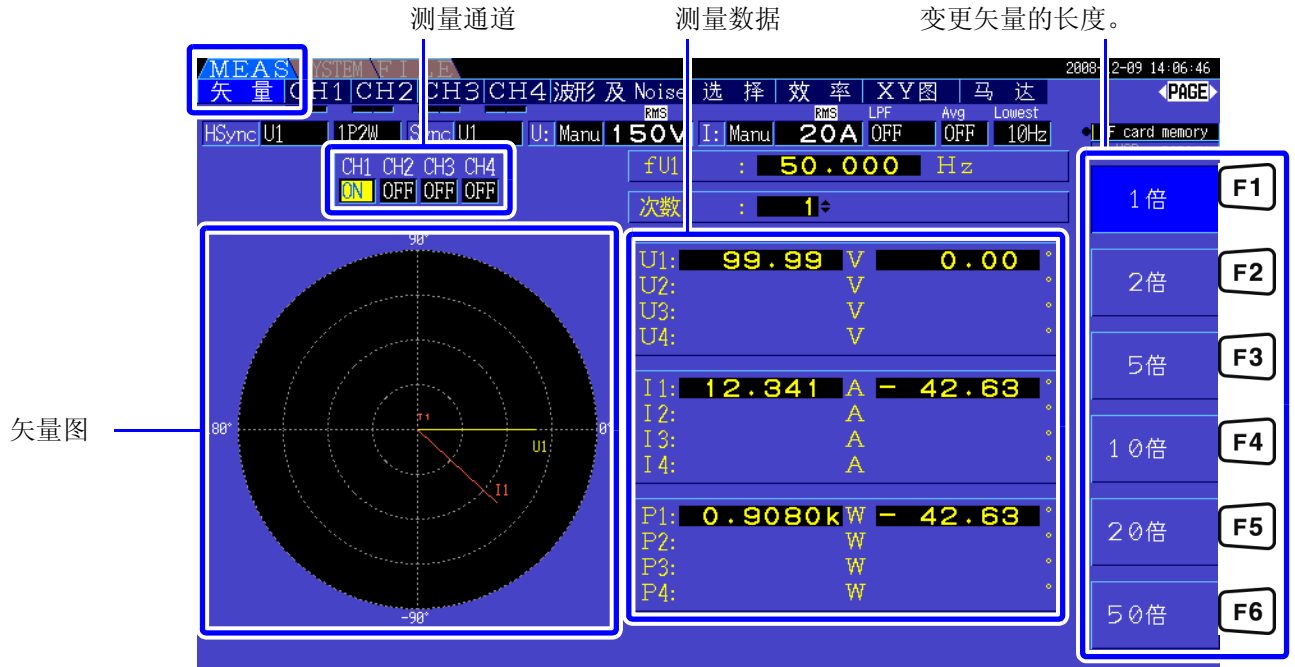 测量通道 测量数据 变更矢量的长度。
MEAS SYSTEM FILE 2008-12-09 14:06:46
矢 量 CH1 CH2 CH3 CH4 波形 及 Noise 选 择 效 率 XY图 马 达 PAGE
RMS RMS LPF Avg Lowest
HSync U1 1P2W Sync U1 U: Manu 150V I: Manu 20A OFF OFF 10Hz CF card memory
CH1 CH2 CH3 CH4
ON OFF OFF OFF
fU1 : 50.000 Hz
次数 : 1
矢量图
90°
180° 0°
I1
U1
I1
-90°
U1: 99.99 V 0.00 °
U2: V °
U3: V °
U4: V °
I1: 12.341 A - 42.63 °
I2: A °
I3: A °
I4: A °
P1: 0.9080kW - 42.63 °
P2: W °
P3: W °
P4: W °
1倍 F1
2倍 F2
5倍 F3
10倍 F4
20倍 F5
50倍 F6